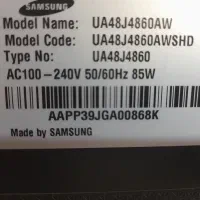 SAMSUNG
Model Name: UA48J4860AW
Model Code: UA48J4860AWSHD
Type No: UA48J4860
AC100-240V 50/60Hz 85W
AAPP39JGA00868K
Made by SAMSUNG